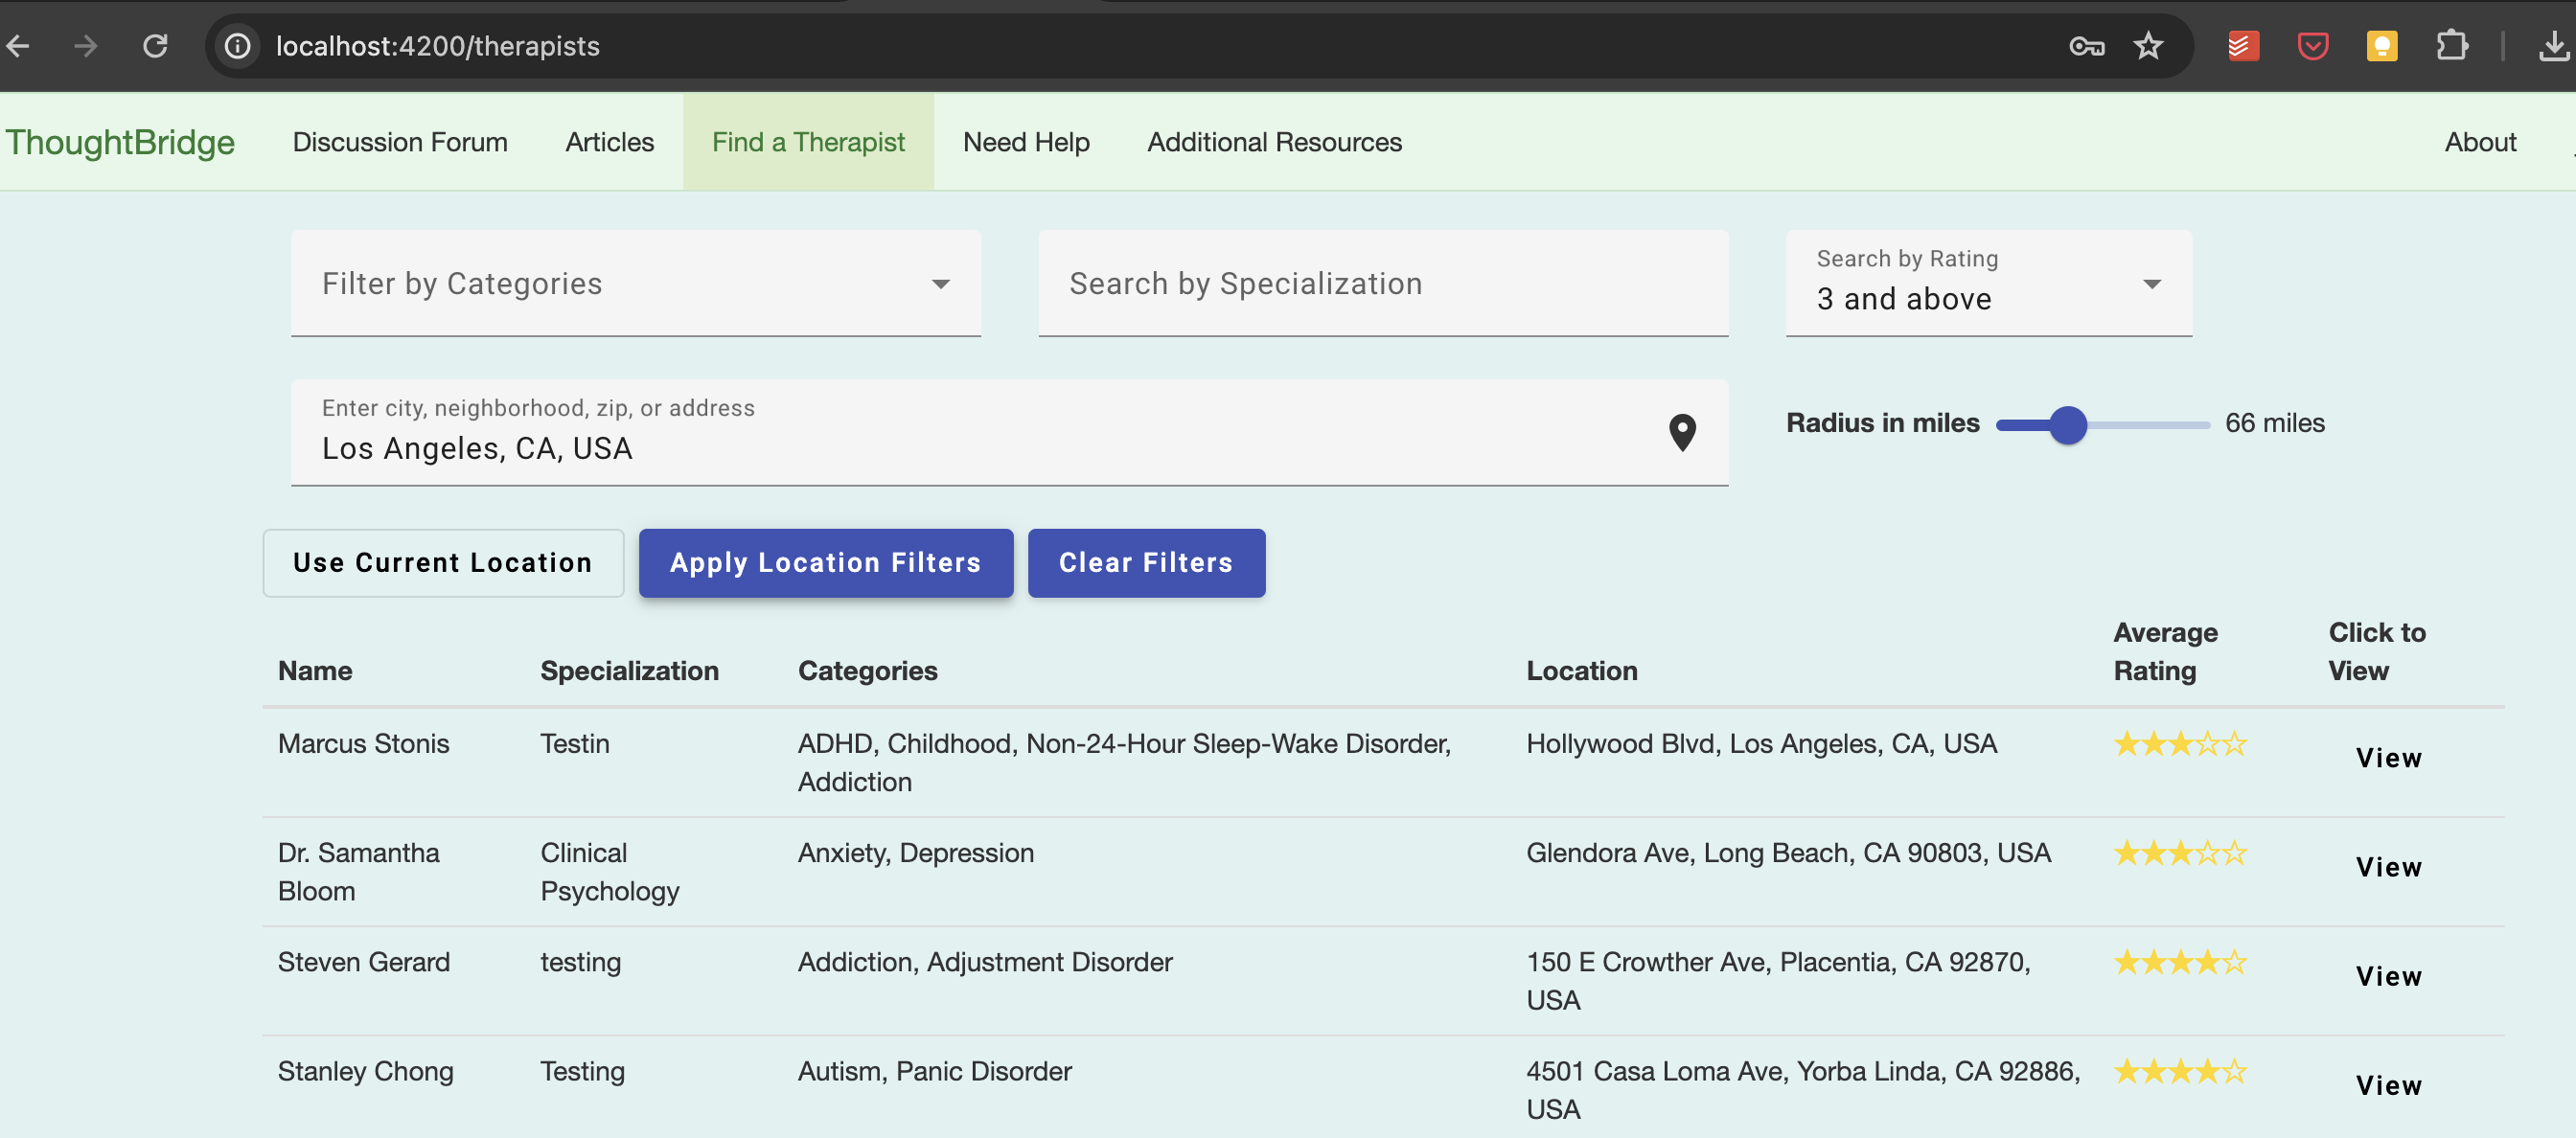 localhost:4200/therapists
ThoughtBridge Discussion Forum Articles Find a Therapist Need Help Additional Resources About
Filter by Categories
Search by Specialization
Search by Rating
3 and above
Enter city, neighborhood, zip, or address
Los Angeles, CA, USA
Radius in miles 66 miles
Use Current Location Apply Location Filters Clear Filters
Name Specialization Categories Location Average Rating Click to View
Marcus Stonis Testin ADHD, Childhood, Non-24-Hour Sleep-Wake Disorder, Addiction Hollywood Blvd, Los Angeles, CA, USA View
Dr. Samantha Bloom Clinical Psychology Anxiety, Depression Glendora Ave, Long Beach, CA 90803, USA View
Steven Gerard testing Addiction, Adjustment Disorder 150 E Crowther Ave, Placentia, CA 92870, USA View
Stanley Chong Testing Autism, Panic Disorder 4501 Casa Loma Ave, Yorba Linda, CA 92886, USA View